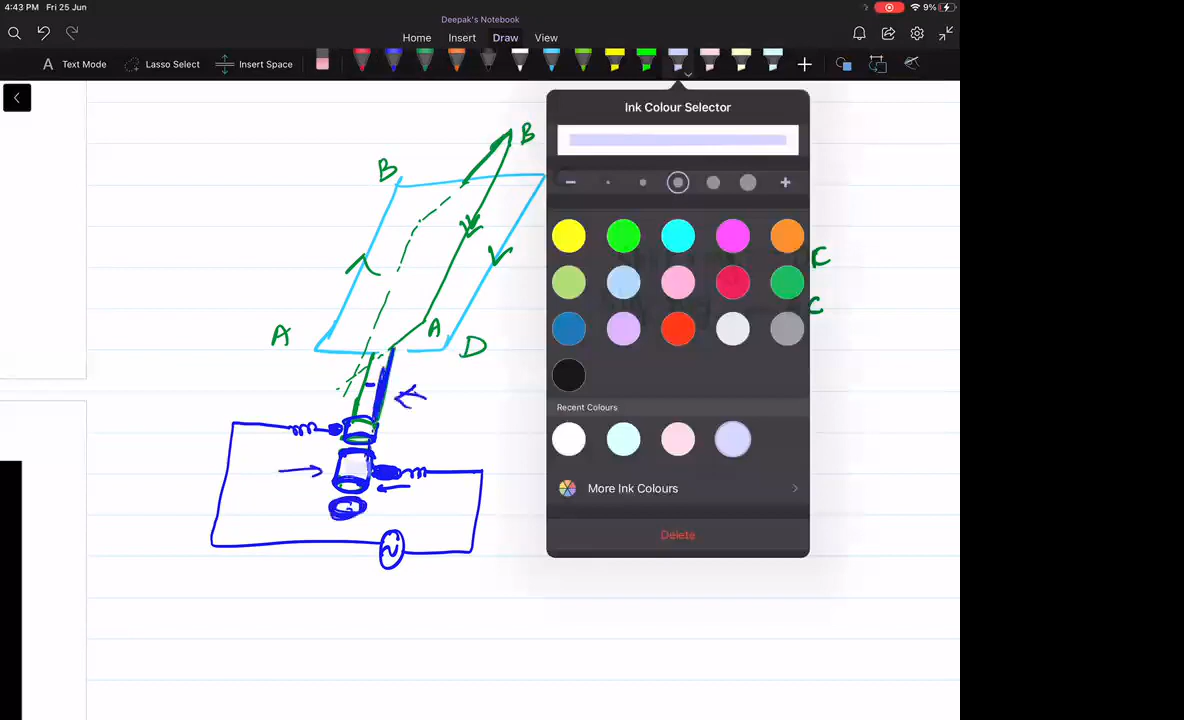 4:43 PM Fri 25 Jun
9%
Deepak's Notebook
Home Insert Draw View
Text Mode Lasso Select Insert Space
Ink Colour Selector
Recent Colours
More Ink Colours
Delete
B
B
A
A
D
C
C